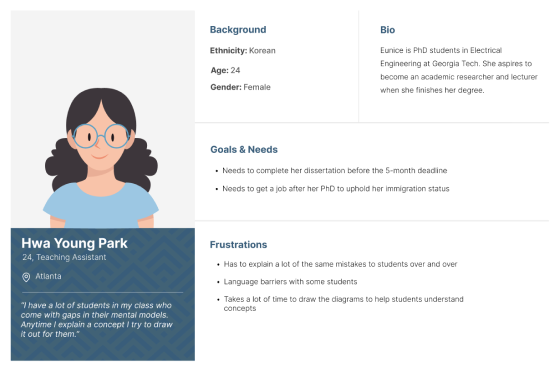 Background
Ethnicity: Korean
Age: 24
Gender: Female
Bio
Eunice is PhD students in Electrical
Engineering at Georgia Tech. She aspires to
become an academic researcher and lecturer
when she finishes her degree.
Goals & Needs
• Needs to complete her dissertation before the 5-month deadline
• Needs to get a job after her PhD to uphold her immigration status
Hwa Young Park
24, Teaching Assistant
Atlanta
"I have a lot of students in my class who
come with gaps in their mental models.
Anytime I explain a concept I try to draw
it out for them."
Frustrations
• Has to explain a lot of the same mistakes to students over and over
• Language barriers with some students
• Takes a lot of time to draw the diagrams to help students understand
concepts